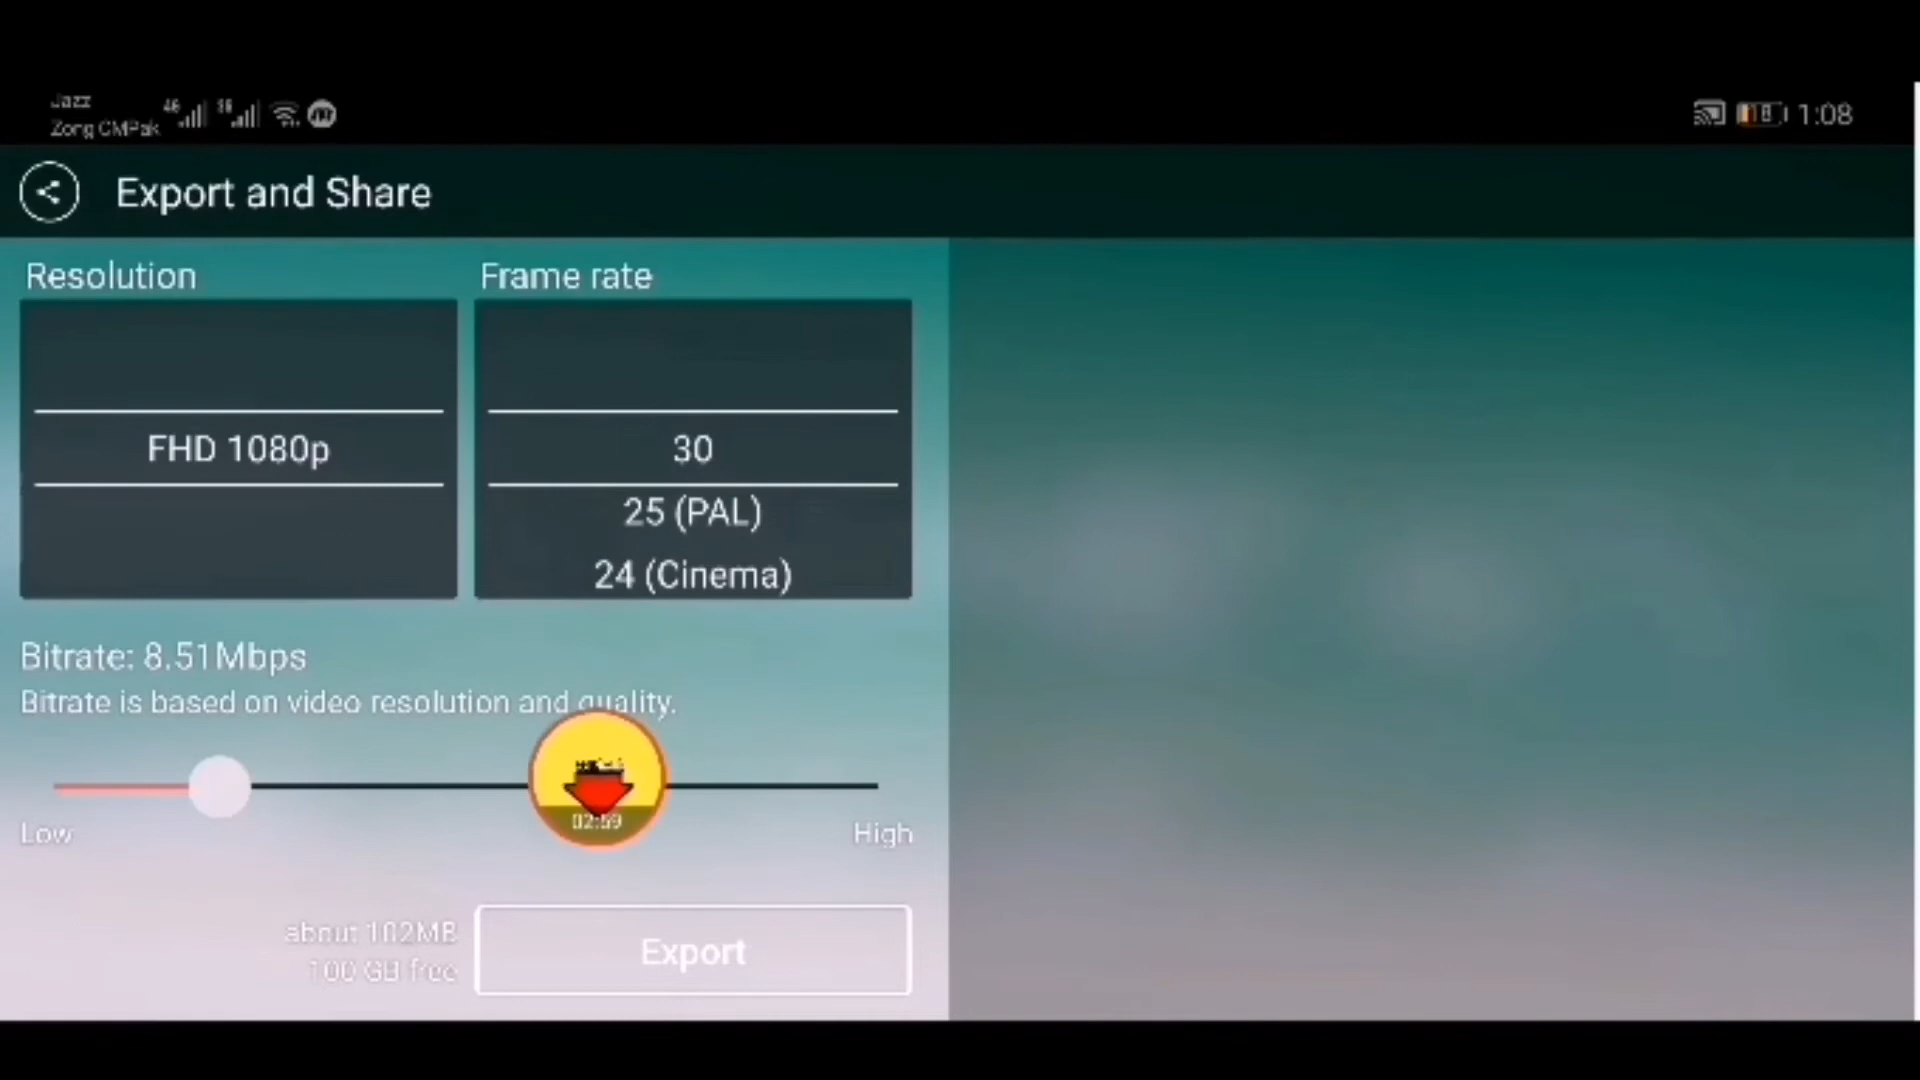 Jazz
Zong CMPak
4G
1:08
Export and Share
Resolution
Frame rate
FHD 1080p
30
25 (PAL)
24 (Cinema)
Bitrate: 8.51Mbps
Bitrate is based on video resolution and quality.
02:59
Low
High
about 102MB
100 GB free
Export